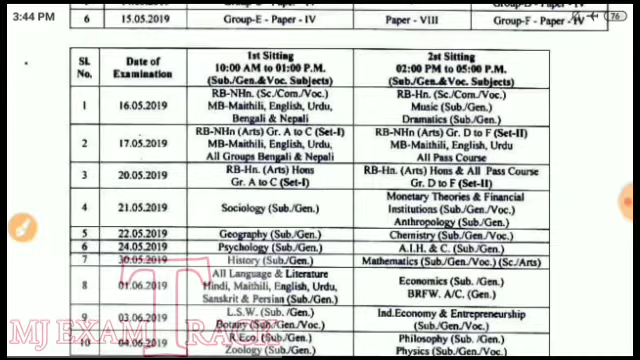 3:44 PM 76
Group-D - Paper - IV
6 15.05.2019 Group-E - Paper - IV Paper - VIII Group-F - Paper - IV
SL No. Date of Examination 1st Sitting 10:00 AM to 01:00 P.M. (Sub./Gen.&Voc. Subjects) 2nd Sitting 02:00 PM to 05:00 P.M. (Sub./Gen.&Voc. Subjects)
1 16.05.2019 RB-NHn. (Sc./Com./Voc.) RB-Hn. (Sc./Com./Voc.)
MB-Maithili, English, Urdu, Music (Sub./Gen.)
Bengali & Nepali Dramatics (Sub./Gen.)
2 17.05.2019 RB-NHn (Arts) Gr. A to C (Set-I) RB-NHn (Arts) Gr. D to F (Set-II)
MB-Maithili, English, Urdu, MB-Maithili, English, Urdu
All Groups Bengali & Nepali All Pass Course
3 20.05.2019 RB-Hn. (Arts) Hons RB-Hn. (Arts) Hons & All Pass Course
Gr. A to C (Set-I) Gr. D to F (Set-II)
4 21.05.2019 Sociology (Sub./Gen.) Monetary Theories & Financial
Institutions (Sub./Gen./Voc.)
Anthropology (Sub./Gen.)
5 22.05.2019 Geography (Sub./Gen.) Chemistry (Sub./Gen./Voc.)
6 24.05.2019 Psychology (Sub./Gen.) A.I.H. & C. (Sub./Gen.)
7 30.05.2019 History (Sub./Gen.) Mathematics (Sub./Gen./Voc.) (Sc./Arts)
8 01.06.2019 All Language & Literature Economics (Sub. /Gen.)
Hindi, Maithili, English, Urdu, BRFW. A/C. (Gen.)
Sanskrit & Persian (Sub./Gen.)
9 03.06.2019 L.S.W. (Sub. /Gen.) Ind.Economy & Entrepreneurship
Botany (Sub./Gen./Voc.) (Sub./Gen./Voc.)
10 04.06.2019 R.Eco. (Sub./Gen.) Philosophy (Sub./Gen.)
Zoology (Sub./Gen.) Physics (Sub./Gen./Voc.)
MJ EXAM TRACK